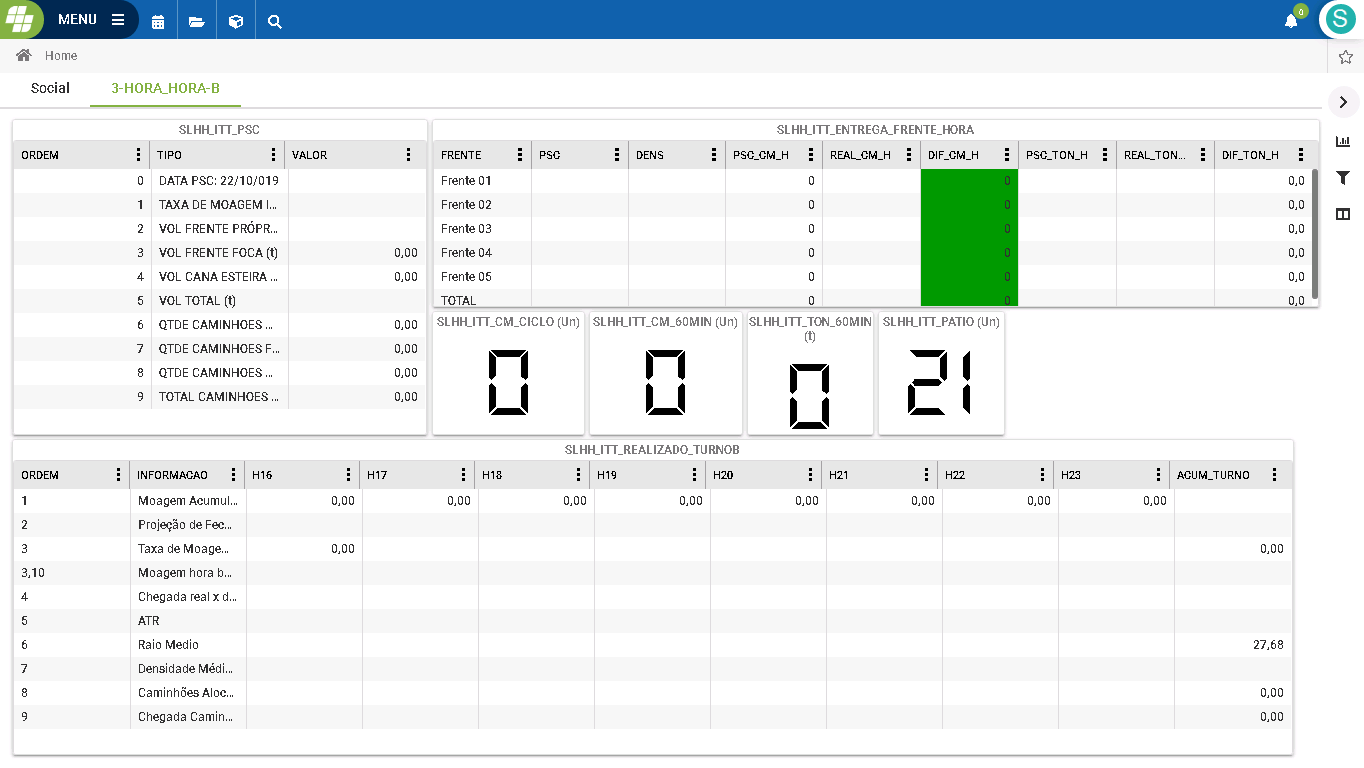 MENU
0
S
Home
Social 3-HORA_HORA-B
SLHH_ITT_PSC
ORDEM TIPO VALOR
0 DATA PSC: 22/10/019
1 TAXA DE MOAGEM I...
2 VOL FRENTE PRÓPR...
3 VOL FRENTE FOCA (t) 0,00
4 VOL CANA ESTEIRA ... 0,00
5 VOL TOTAL (t)
6 QTDE CAMINHOES ... 0,00
7 QTDE CAMINHOES F... 0,00
8 QTDE CAMINHOES ... 0,00
9 TOTAL CAMINHOES ... 0,00
SLHH_ITT_ENTREGA_FRENTE_HORA
FRENTE PSC DENS PSC_CM_H REAL_CM_H DIF_CM_H PSC_TON_H REAL_TON... DIF_TON_H
Frente 01 0 0 0,0
Frente 02 0 0 0,0
Frente 03 0 0 0,0
Frente 04 0 0 0,0
Frente 05 0 0 0,0
TOTAL 0 0 0,0
SLHH_ITT_CM_CICLO (Un)
0
SLHH_ITT_CM_60MIN (Un)
0
SLHH_ITT_TON_60MIN
(t)
0
SLHH_ITT_PATIO (Un)
21
SLHH_ITT_REALIZADO_TURNOB
ORDEM INFORMACAO H16 H17 H18 H19 H20 H21 H22 H23 ACUM_TURNO
1 Moagem Acumul... 0,00 0,00 0,00 0,00 0,00 0,00 0,00 0,00
2 Projeção de Fec...
3 Taxa de Moage... 0,00 0,00
3,10 Moagem hora b...
4 Chegada real x d...
5 ATR
6 Raio Medio 27,68
7 Densidade Médi...
8 Caminhões Aloc... 0,00
9 Chegada Camin... 0,00